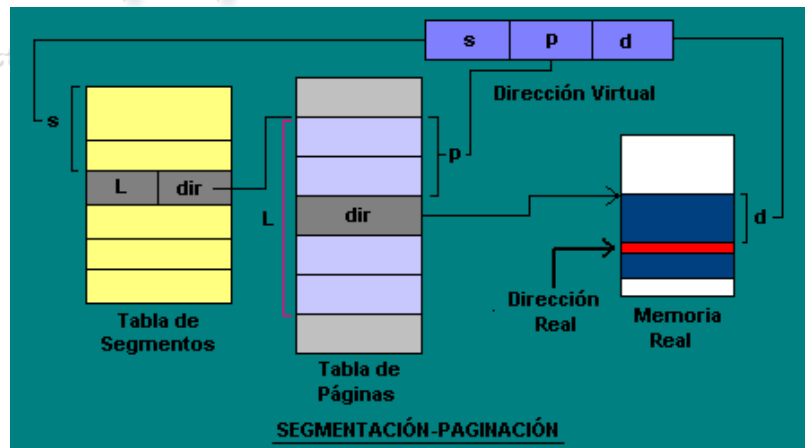 s p d
Dirección Virtual
s
L dir
Tabla de
Segmentos
L
dir
p
Tabla de
Páginas
d
Dirección
Real
Memoria
Real
SEGMENTACIÓN-PAGINACIÓN